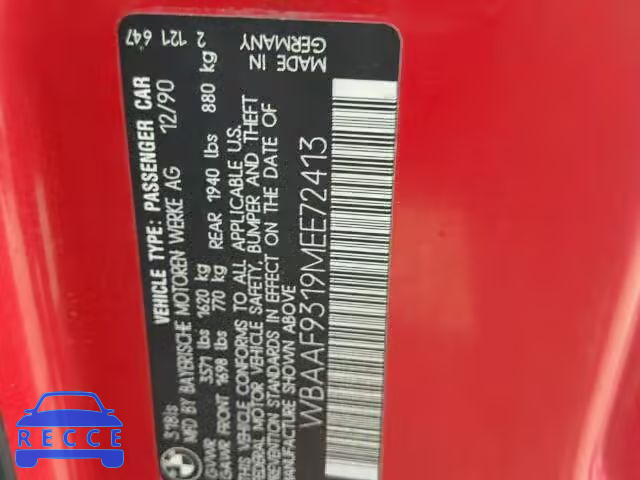 318is
VEHICLE TYPE: PASSENGER CAR
MFD BY BAYERISCHE MOTOREN WERKE AG 12/90
GVWR 3571 lbs 1620 kg
GAWR FRONT 1698 lbs 770 kg REAR 1940 lbs 880 kg
THIS VEHICLE CONFORMS TO ALL APPLICABLE U.S.
FEDERAL MOTOR VEHICLE SAFETY, BUMPER AND THEFT
PREVENTION STANDARDS IN EFFECT ON THE DATE OF
MANUFACTURE SHOWN ABOVE
WBAAF9319MEE72413
2 121 647
MADE IN
GERMANY
RECCE